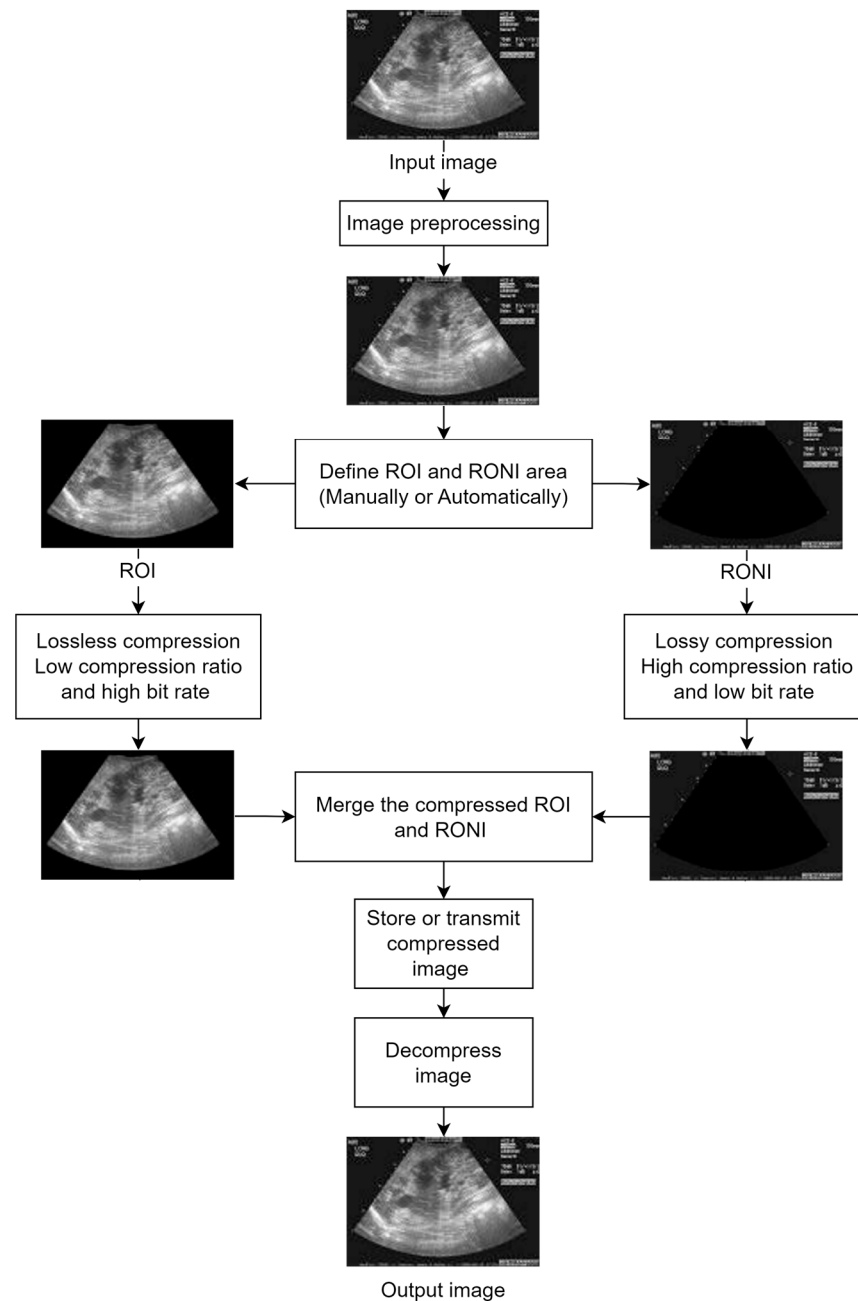 Input image
Image preprocessing
Define ROI and RONI area
(Manually or Automatically)
ROI
RONI
Lossless compression
Low compression ratio
and high bit rate
Lossy compression
High compression ratio
and low bit rate
Merge the compressed ROI
and RONI
Store or transmit
compressed
image
Decompress
image
Output image